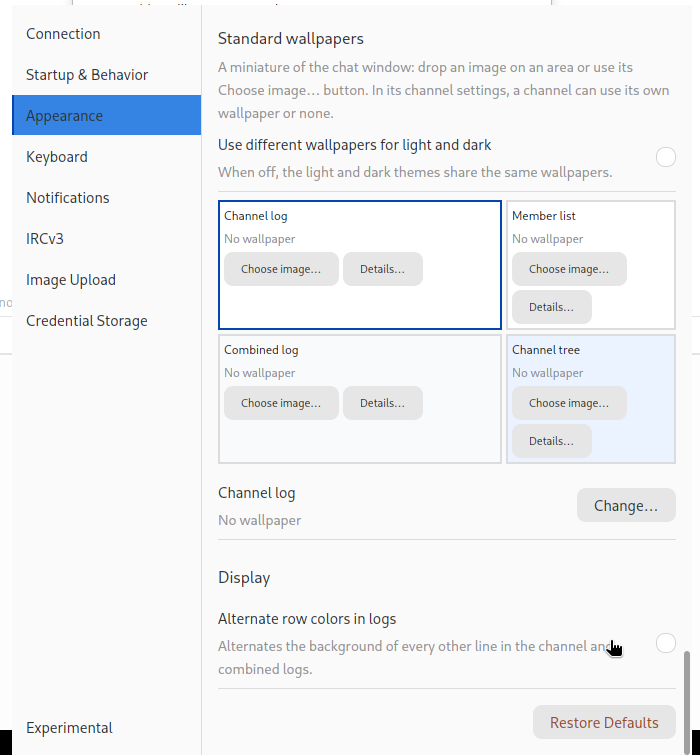 Connection
Startup & Behavior
Appearance
Keyboard
Notifications
IRCv3
Image Upload
Credential Storage
Experimental
Standard wallpapers
A miniature of the chat window: drop an image on an area or use its
Choose image... button. In its channel settings, a channel can use its own
wallpaper or none.
Use different wallpapers for light and dark
When off, the light and dark themes share the same wallpapers.
Channel log
No wallpaper
Choose image...
Details...
Member list
No wallpaper
Choose image...
Details...
Combined log
No wallpaper
Choose image...
Details...
Channel tree
No wallpaper
Choose image...
Details...
Channel log
No wallpaper
Change...
Display
Alternate row colors in logs
Alternates the background of every other line in the channel and
combined logs.
Restore Defaults